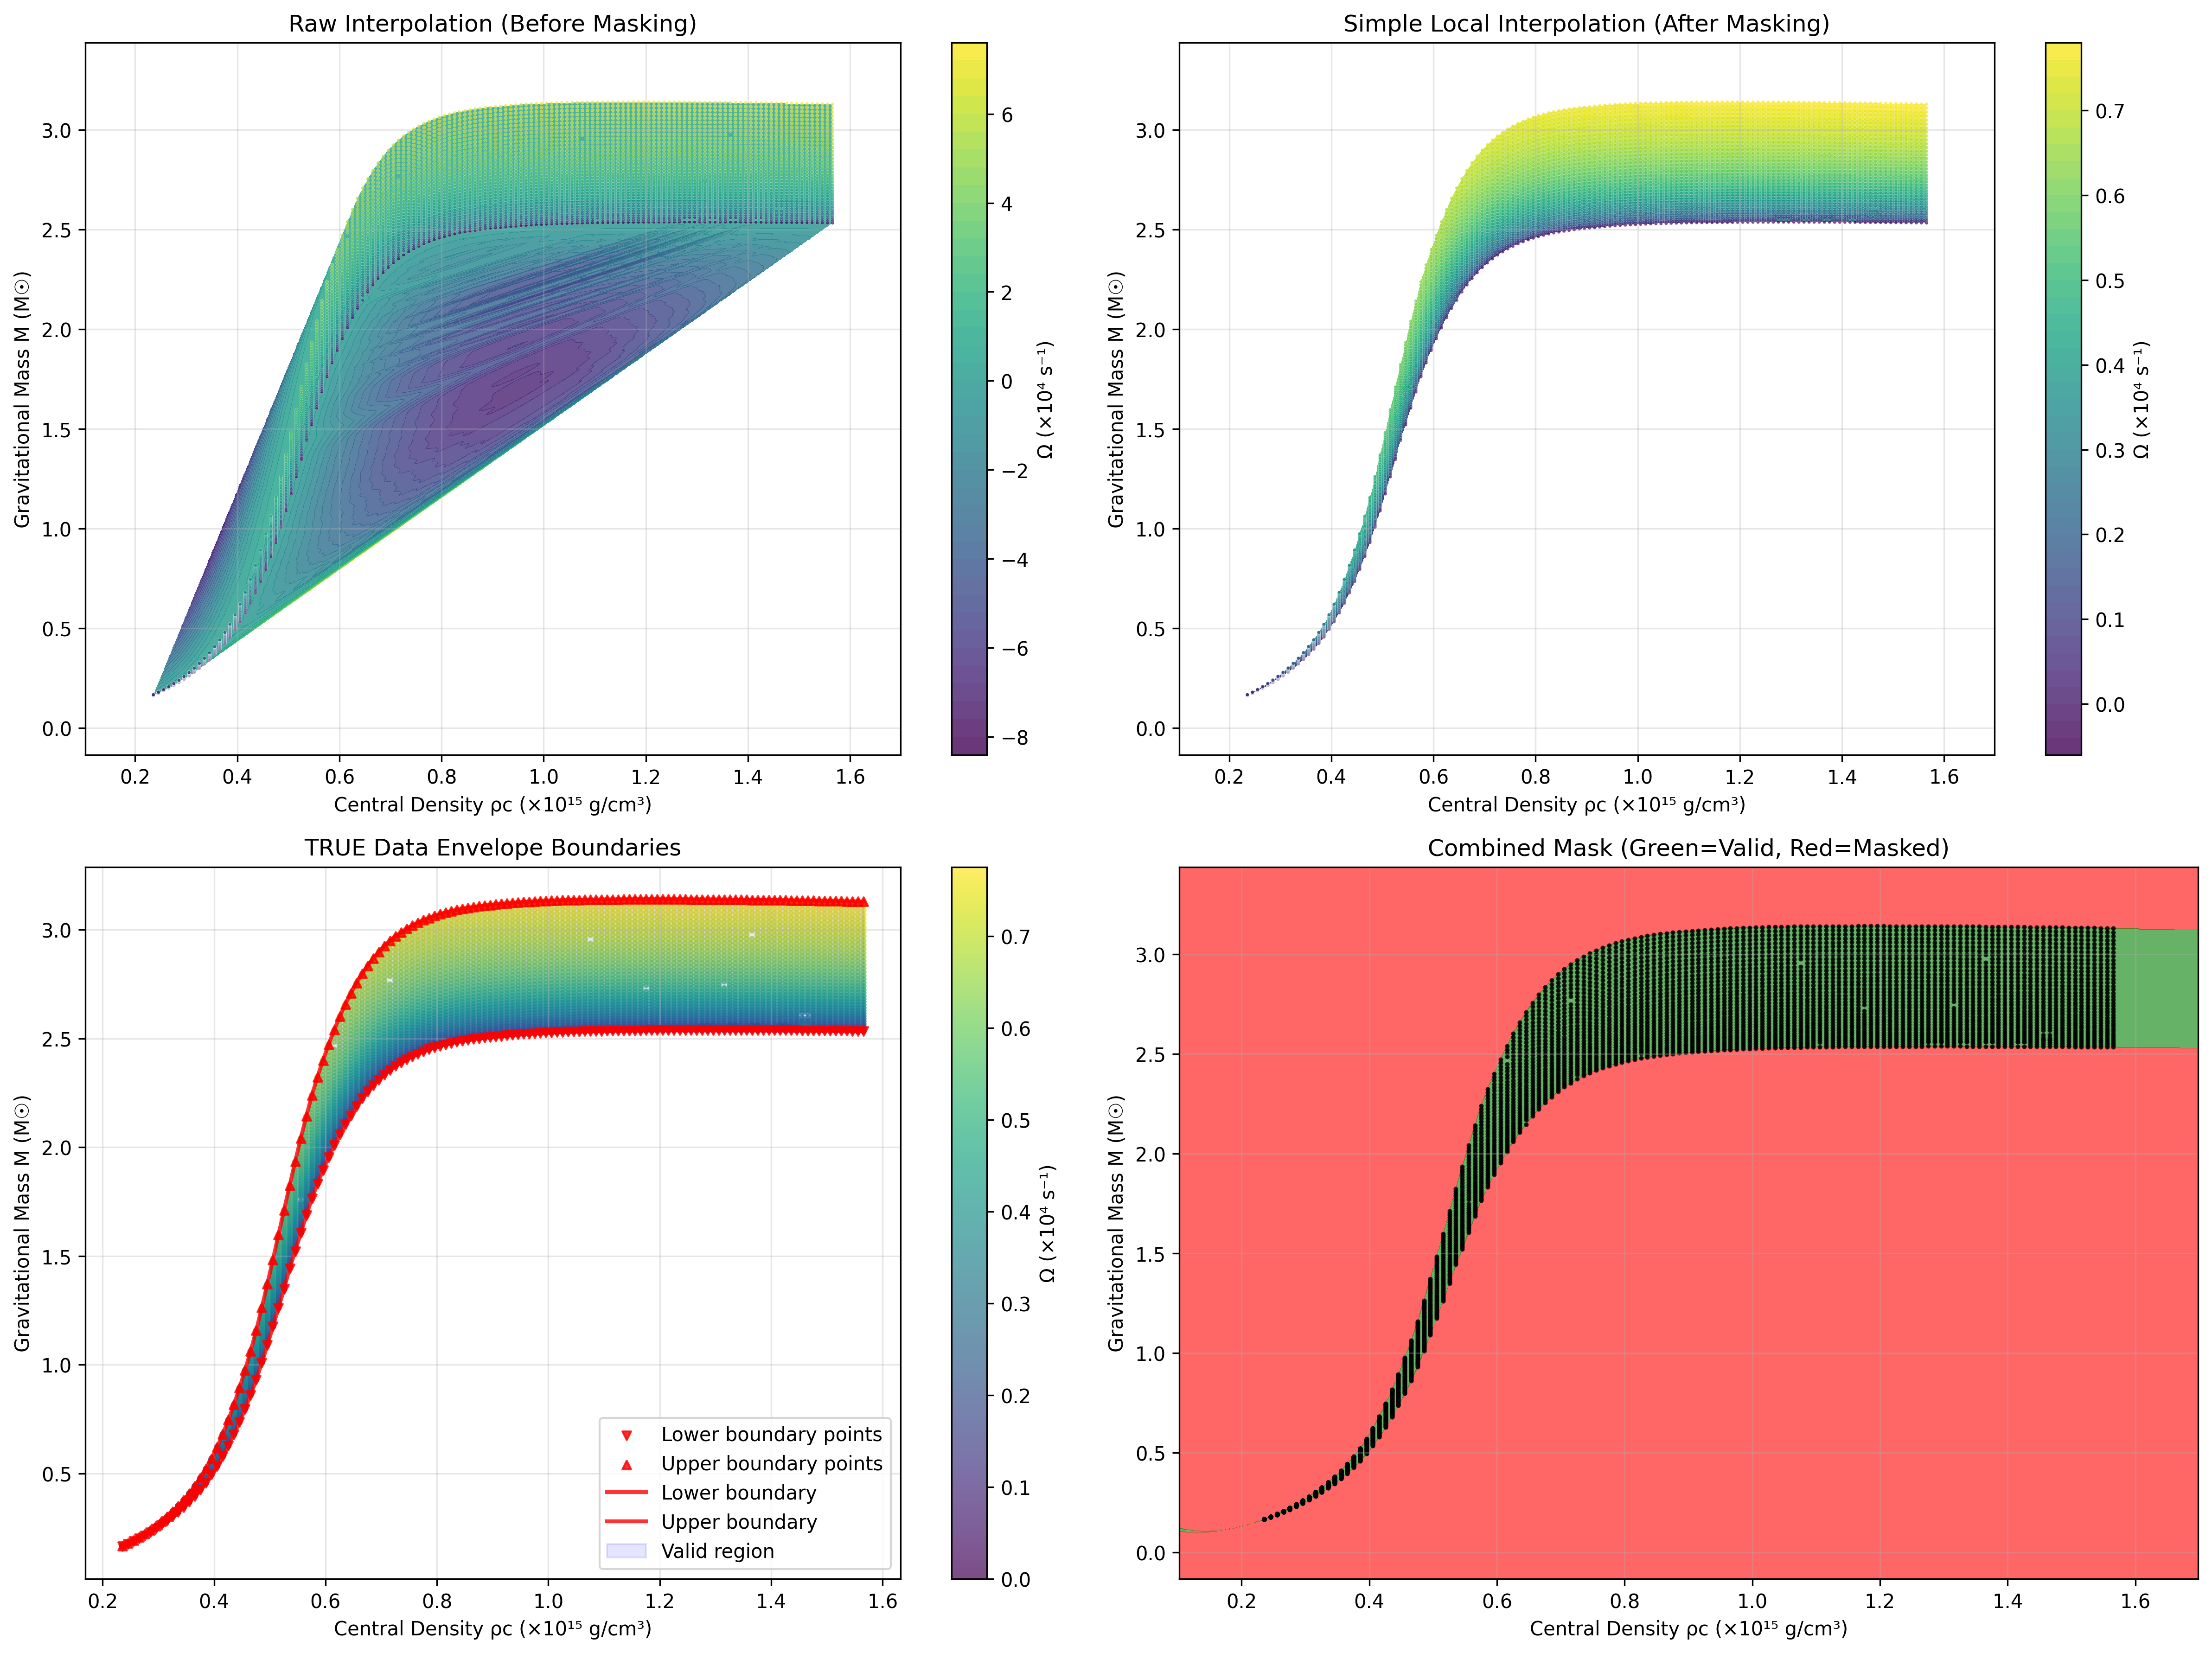 Raw Interpolation (Before Masking)
Gravitational Mass M (M☉)
3.0
2.5
2.0
1.5
1.0
0.5
0.0
0.2 0.4 0.6 0.8 1.0 1.2 1.4 1.6
Central Density ρc (×10¹⁵ g/cm³)
6
4
2
0
−2
−4
−6
−8
Ω (×10⁴ s⁻¹)
Simple Local Interpolation (After Masking)
Gravitational Mass M (M☉)
3.0
2.5
2.0
1.5
1.0
0.5
0.0
0.2 0.4 0.6 0.8 1.0 1.2 1.4 1.6
Central Density ρc (×10¹⁵ g/cm³)
0.7
0.6
0.5
0.4
0.3
0.2
0.1
0.0
Ω (×10⁴ s⁻¹)
TRUE Data Envelope Boundaries
Gravitational Mass M (M☉)
3.0
2.5
2.0
1.5
1.0
0.5
Lower boundary points
Upper boundary points
Lower boundary
Upper boundary
Valid region
0.2 0.4 0.6 0.8 1.0 1.2 1.4 1.6
Central Density ρc (×10¹⁵ g/cm³)
0.7
0.6
0.5
0.4
0.3
0.2
0.1
0.0
Ω (×10⁴ s⁻¹)
Combined Mask (Green=Valid, Red=Masked)
Gravitational Mass M (M☉)
3.0
2.5
2.0
1.5
1.0
0.5
0.0
0.2 0.4 0.6 0.8 1.0 1.2 1.4 1.6
Central Density ρc (×10¹⁵ g/cm³)